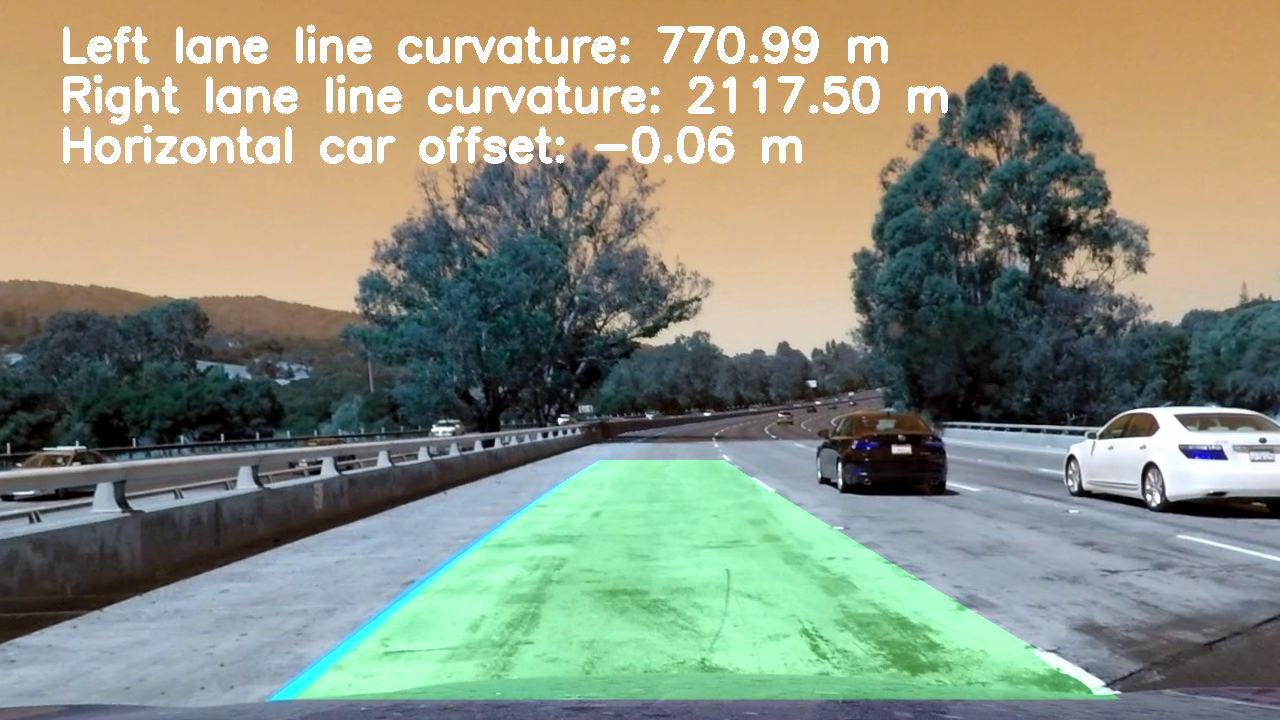 Left lane line curvature: 770.99 m
Right lane line curvature: 2117.50 m
Horizontal car offset: -0.06 m